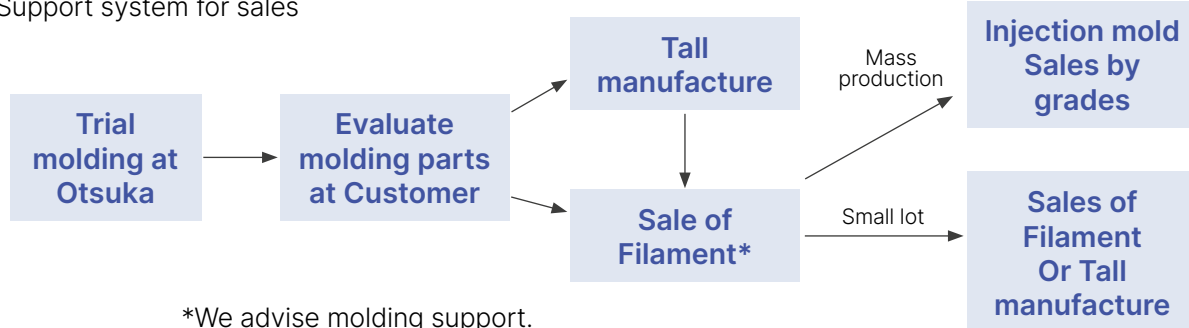 Support system for sales
Trial
molding at
Otsuka
Evaluate
molding parts
at Customer
Tall
manufacture
Sale of
Filament*
Mass
production
Small lot
Injection mold
Sales by
grades
Sales of
Filament
Or Tall
manufacture
*We advise molding support.